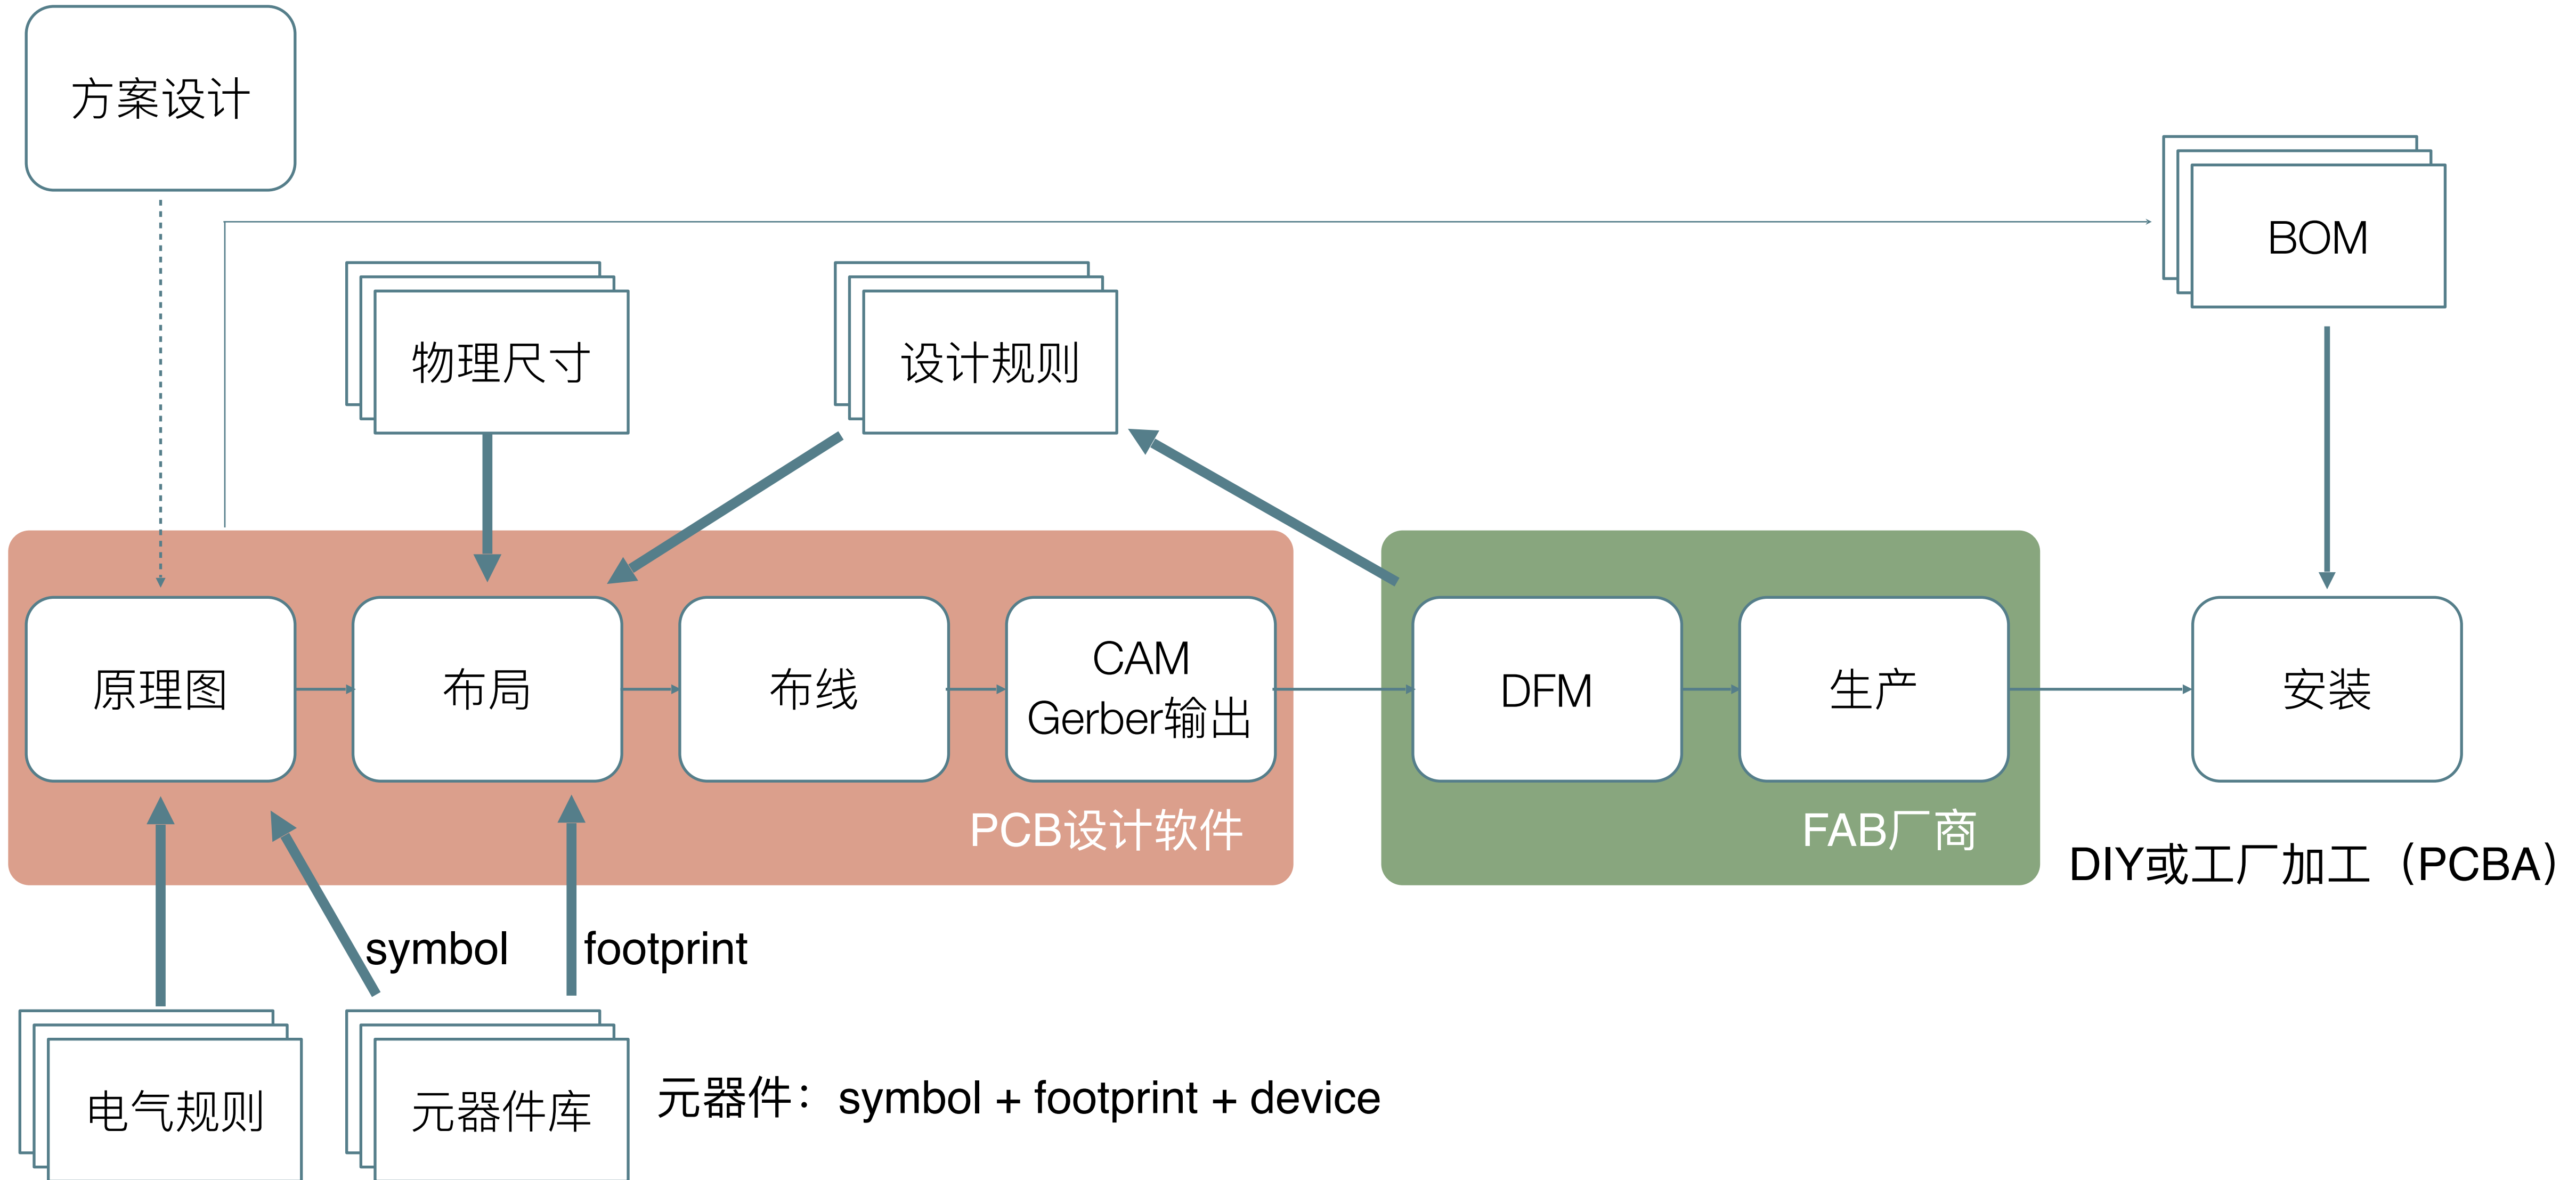 方案设计
BOM
物理尺寸
设计规则
原理图
布局
布线
CAM
Gerber输出
DFM
生产
安装
PCB设计软件
FAB厂商
DIY或工厂加工（PCBA）
symbol
footprint
电气规则
元器件库
元器件：symbol + footprint + device